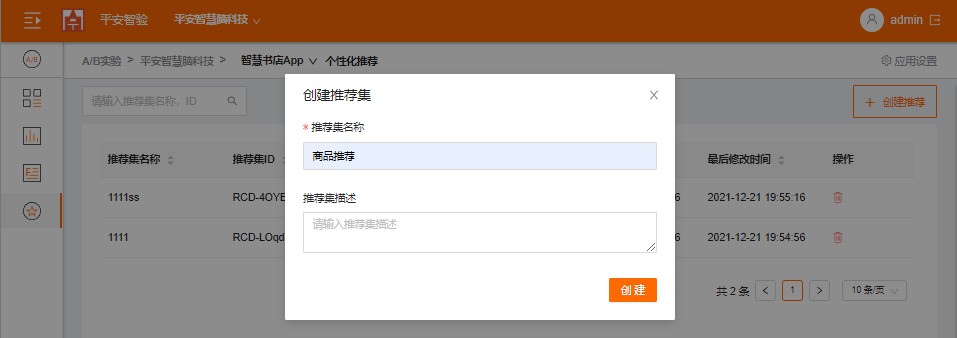 平安智验 平安智慧脑科技 admin
A/B
A/B实验 > 平安智慧脑科技 > 智慧书店App 个性化推荐 应用设置
创建推荐集
请输入推荐集名称，ID
+ 创建推荐
* 推荐集名称
商品推荐
推荐集名称 推荐集ID 最后修改时间 操作
1111ss RCD-4OYE 6 2021-12-21 19:55:16
推荐集描述
请输入推荐集描述
1111 RCD-LOqd 6 2021-12-21 19:54:56
创建
共 2 条 < 1 > 10 条/页